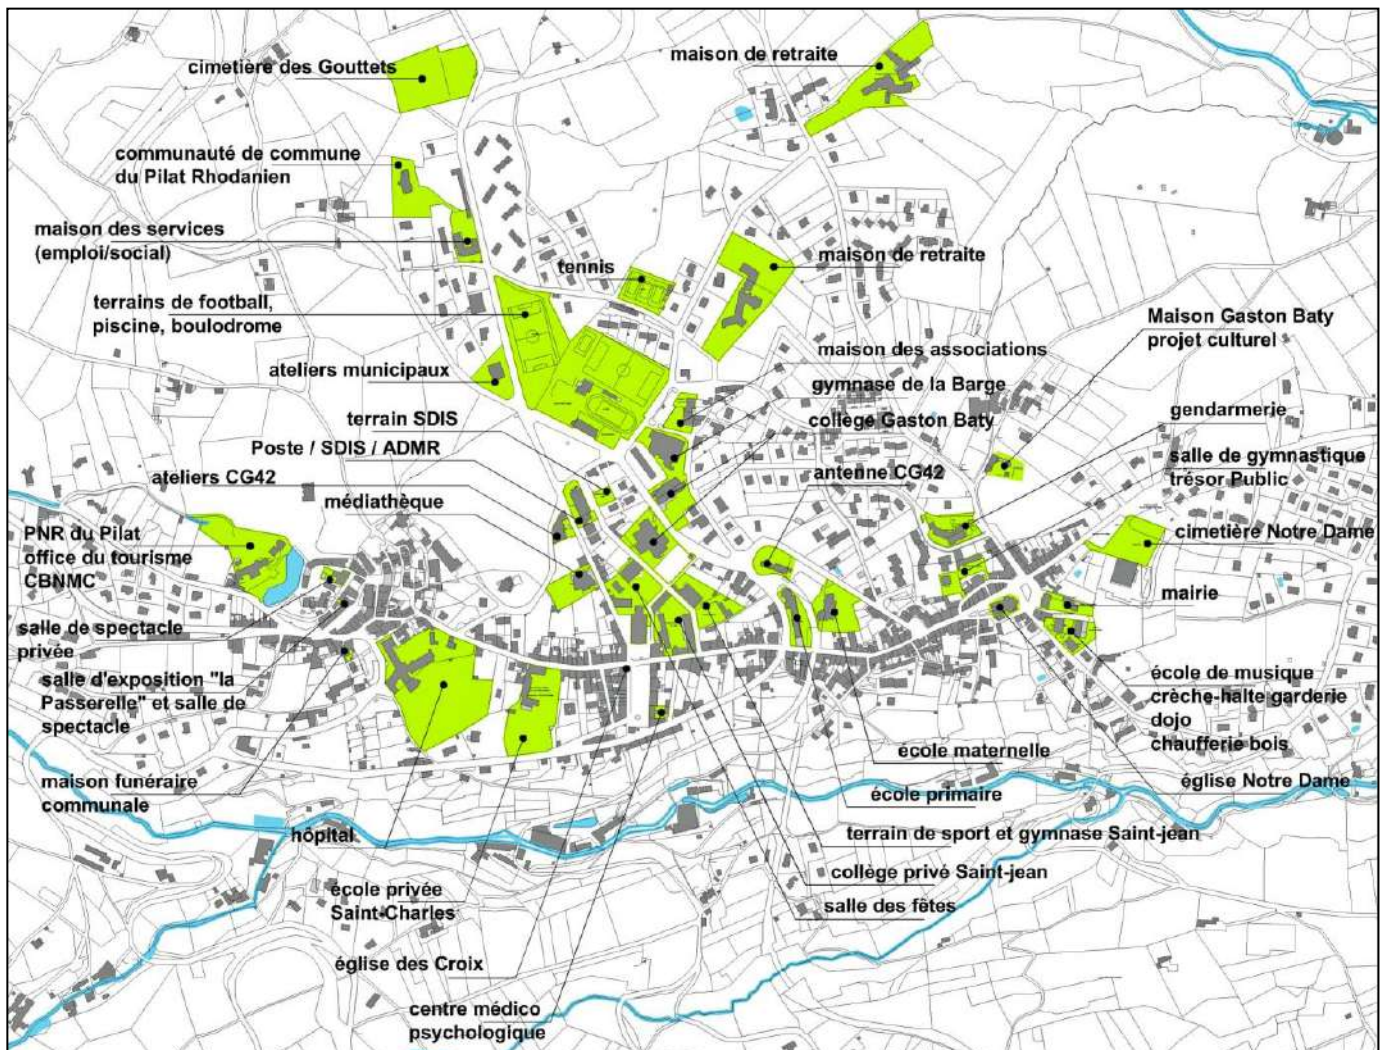 cimetière des Gouttets
maison de retraite
communauté de commune
du Pilat Rhodanien
maison des services
(emploi/social)
tennis
maison de retraite
terrains de football,
piscine, boulodrome
Maison Gaston Baty
projet culturel
maison des associations
ateliers municipaux
gymnase de la Barge
terrain SDIS
collège Gaston Baty
gendarmerie
Poste / SDIS / ADMR
salle de gymnastique
trésor Public
ateliers CG42
antenne CG42
médiathèque
PNR du Pilat
office du tourisme
CBNMC
cimetière Notre Dame
mairie
salle de spectacle
privée
salle d'exposition "la
Passerelle" et salle de
spectacle
école de musique
crèche-halte garderie
dojo
chaufferie bois
école maternelle
maison funéraire
communale
église Notre Dame
école primaire
hôpital
terrain de sport et gymnase Saint-jean
collège privé Saint-jean
école privée
Saint-Charles
salle des fêtes
église des Croix
centre médico
psychologique